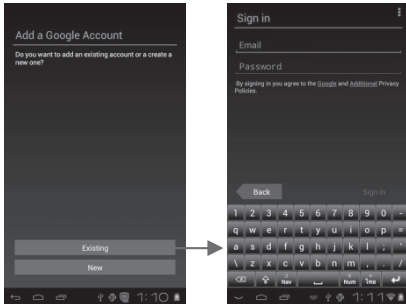 Add a Google Account
Do you want to add an existing account or create a
new one?
Existing
New
1:10
Sign in
Email
Password
By signing in you agree to the Google and Additional Privacy
Policies.
Back
Sign in
1 2 3 4 5 6 7 8 9 0 -
q w e r t y u i o p =
a s d f g h j k l ; '
\ z x c v b n m , . /
Nav
Num
1:11